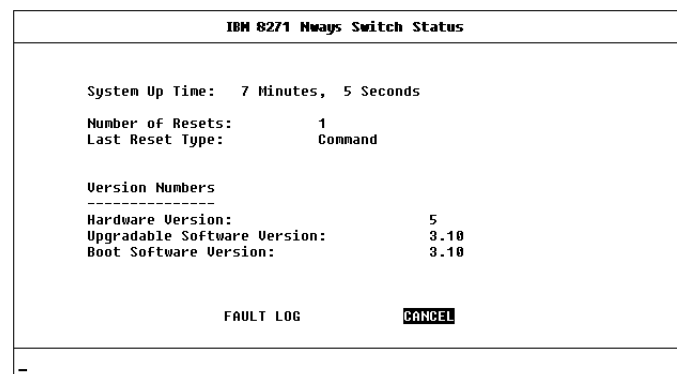 IBM 8271 Nways Switch Status
System Up Time: 7 Minutes, 5 Seconds
Number of Resets: 1
Last Reset Type: Command
Version Numbers
---------------
Hardware Version: 5
Upgradable Software Version: 3.10
Boot Software Version: 3.10
FAULT LOG CANCEL